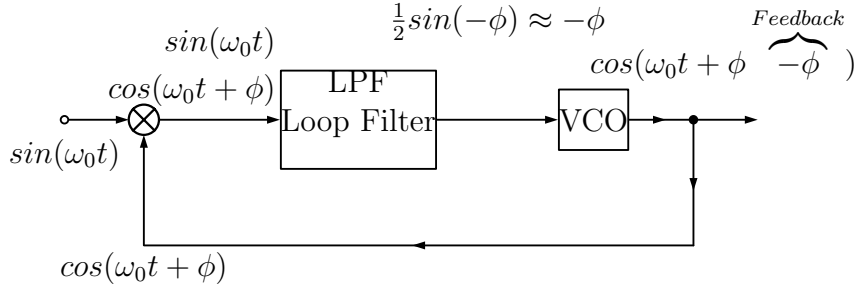 Feedback
sin(ω₀t)
½sin(−ϕ) ≈ −ϕ
cos(ω₀t + ϕ −ϕ )
cos(ω₀t + ϕ)
LPF
Loop Filter
VCO
sin(ω₀t)
cos(ω₀t + ϕ)